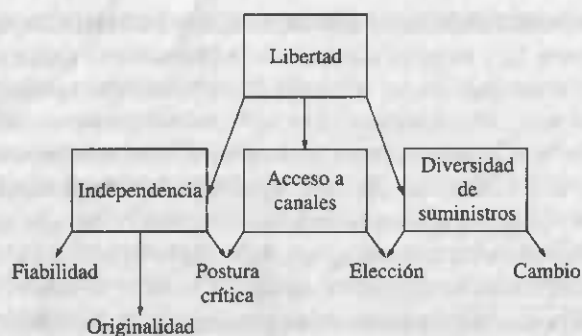 Libertad
Independencia
Acceso a
canales
Diversidad
de
suministros
Fiabilidad
Postura
crítica
Elección
Cambio
Originalidad